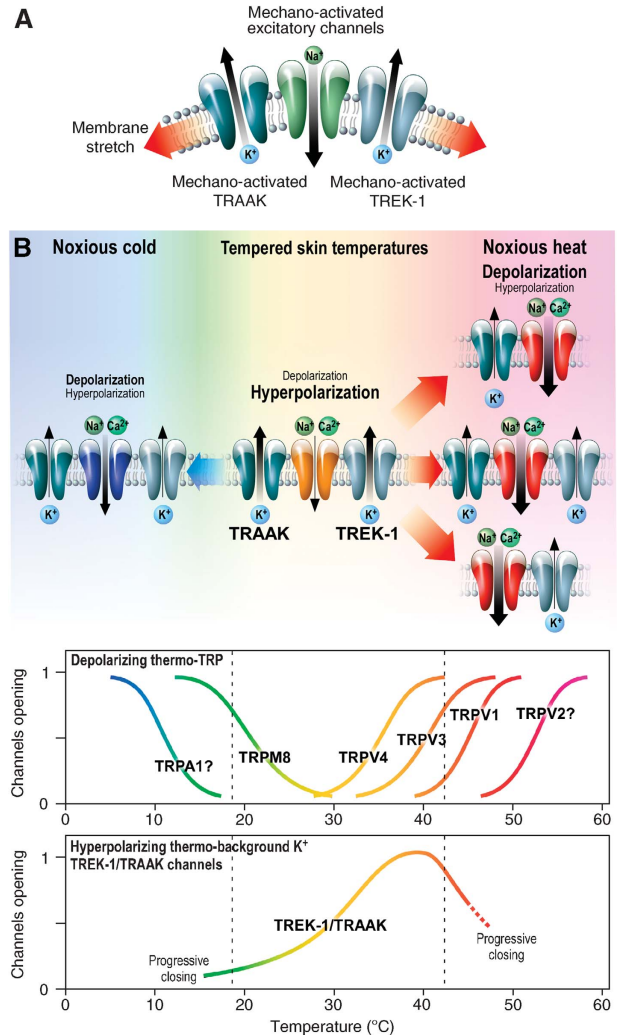 A
Mechano-activated
excitatory channels
Na⁺
Membrane
stretch
K⁺
K⁺
Mechano-activated
TRAAK
Mechano-activated
TREK-1
B
Noxious cold
Tempered skin temperatures
Noxious heat
Depolarization
Hyperpolarization
Na⁺ Ca²⁺
K⁺
Depolarization
Hyperpolarization
Depolarization
Hyperpolarization
Na⁺ Ca²⁺
Na⁺ Ca²⁺
Na⁺ Ca²⁺
K⁺
K⁺
K⁺
K⁺
K⁺
K⁺
TRAAK
TREK-1
Na⁺ Ca²⁺
K⁺
Depolarizing thermo-TRP
Channels opening
1
0
TRPA1?
TRPM8
TRPV4
TRPV3
TRPV1
TRPV2?
0 10 20 30 40 50 60
Hyperpolarizing thermo-background K⁺
TREK-1/TRAAK channels
Channels opening
1
0
TREK-1/TRAAK
Progressive
closing
Progressive
closing
0 10 20 30 40 50 60
Temperature (°C)